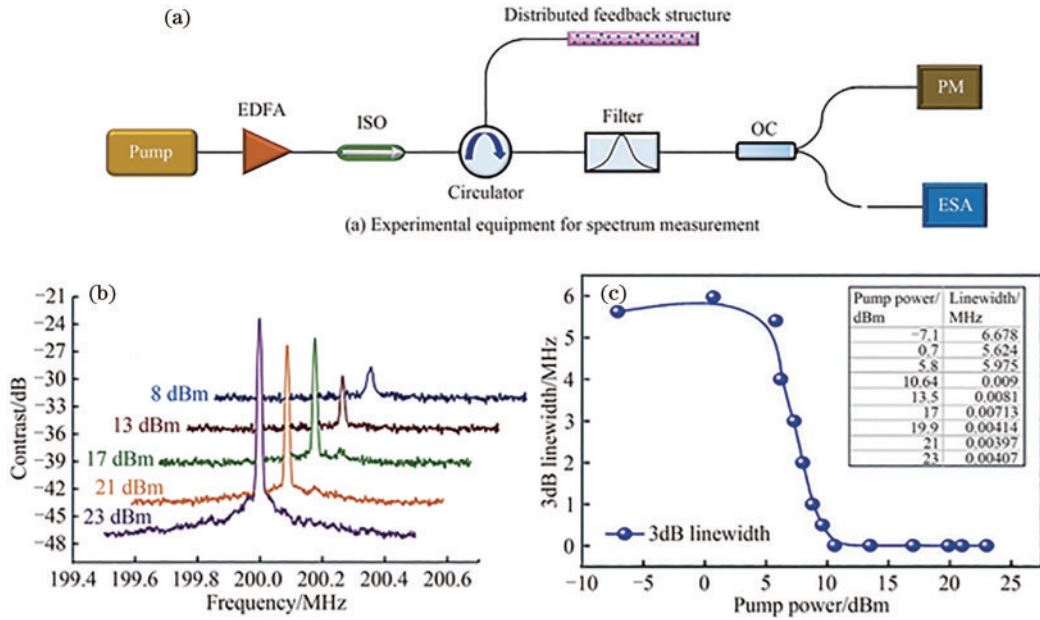 (a)
Distributed feedback structure
EDFA
ISO
Filter
OC
PM
Pump
Circulator
ESA
(a) Experimental equipment for spectrum measurement
(b)
Contrast/dB
−21
−24
−27
−30
−33
−36
−39
−42
−45
−48
8 dBm
13 dBm
17 dBm
21 dBm
23 dBm
199.4 199.6 199.8 200.0 200.2 200.4 200.6
Frequency/MHz
(c)
3dB linewidth/MHz
6
5
4
3
2
1
0
Pump power/dBm Linewidth/MHz
−7.1 6.678
0.7 5.624
5.8 5.975
10.64 0.009
13.5 0.0081
17 0.00713
19.9 0.00414
21 0.00397
23 0.00407
3dB linewidth
−10 −5 0 5 10 15 20 25
Pump power/dBm